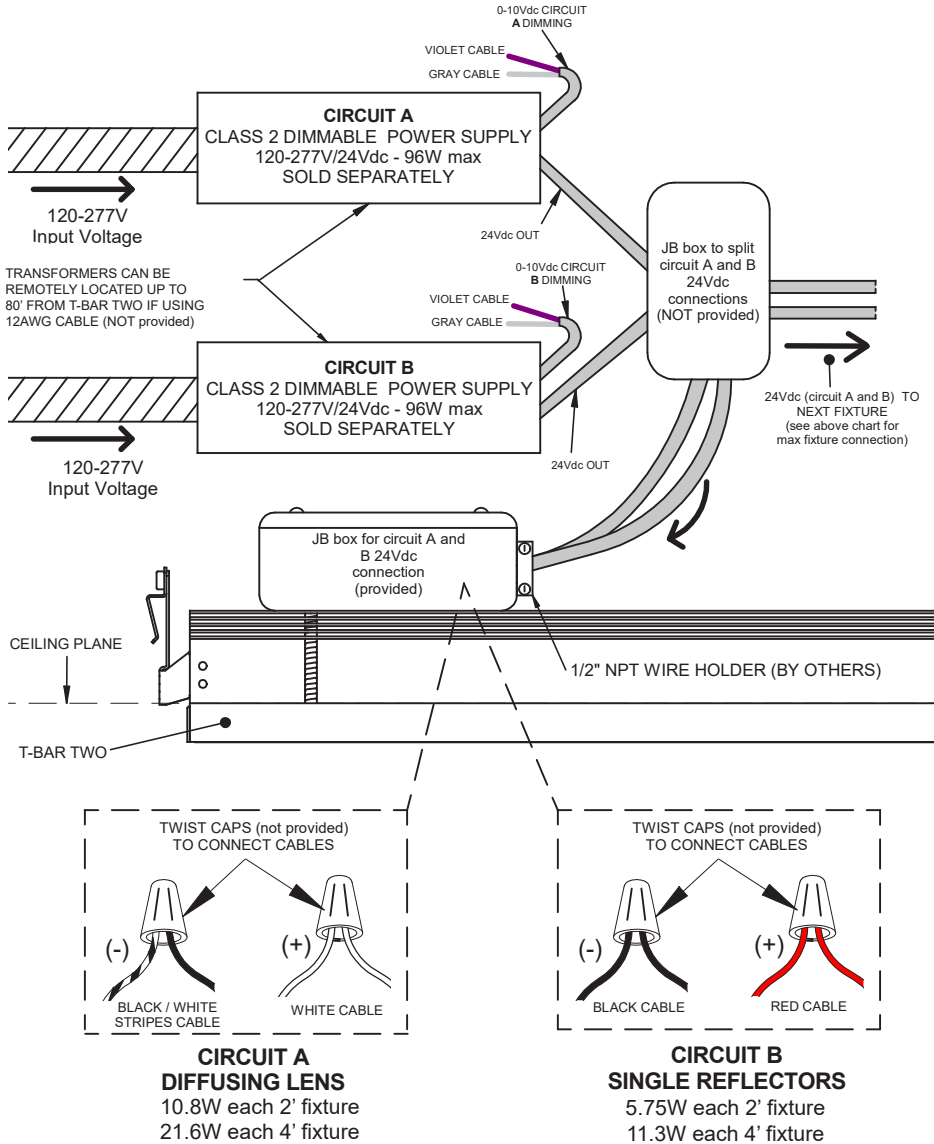 0-10Vdc CIRCUIT
A DIMMING
VIOLET CABLE
GRAY CABLE
CIRCUIT A
CLASS 2 DIMMABLE POWER SUPPLY
120-277V/24Vdc - 96W max
SOLD SEPARATELY
120-277V
Input Voltage
24Vdc OUT
JB box to split
circuit A and B
24Vdc
connections
(NOT provided)
TRANSFORMERS CAN BE
REMOTELY LOCATED UP TO
80' FROM T-BAR TWO IF USING
12AWG CABLE (NOT provided)
0-10Vdc CIRCUIT
B DIMMING
VIOLET CABLE
GRAY CABLE
CIRCUIT B
CLASS 2 DIMMABLE POWER SUPPLY
120-277V/24Vdc - 96W max
SOLD SEPARATELY
24Vdc (circuit A and B) TO
NEXT FIXTURE
(see above chart for
max fixture connection)
120-277V
Input Voltage
24Vdc OUT
JB box for circuit A and
B 24Vdc
connection
(provided)
CEILING PLANE
1/2" NPT WIRE HOLDER (BY OTHERS)
T-BAR TWO
TWIST CAPS (not provided)
TO CONNECT CABLES
(-)
(+)
BLACK / WHITE
STRIPES CABLE
WHITE CABLE
CIRCUIT A
DIFFUSING LENS
10.8W each 2' fixture
21.6W each 4' fixture
TWIST CAPS (not provided)
TO CONNECT CABLES
(-)
(+)
BLACK CABLE
RED CABLE
CIRCUIT B
SINGLE REFLECTORS
5.75W each 2' fixture
11.3W each 4' fixture